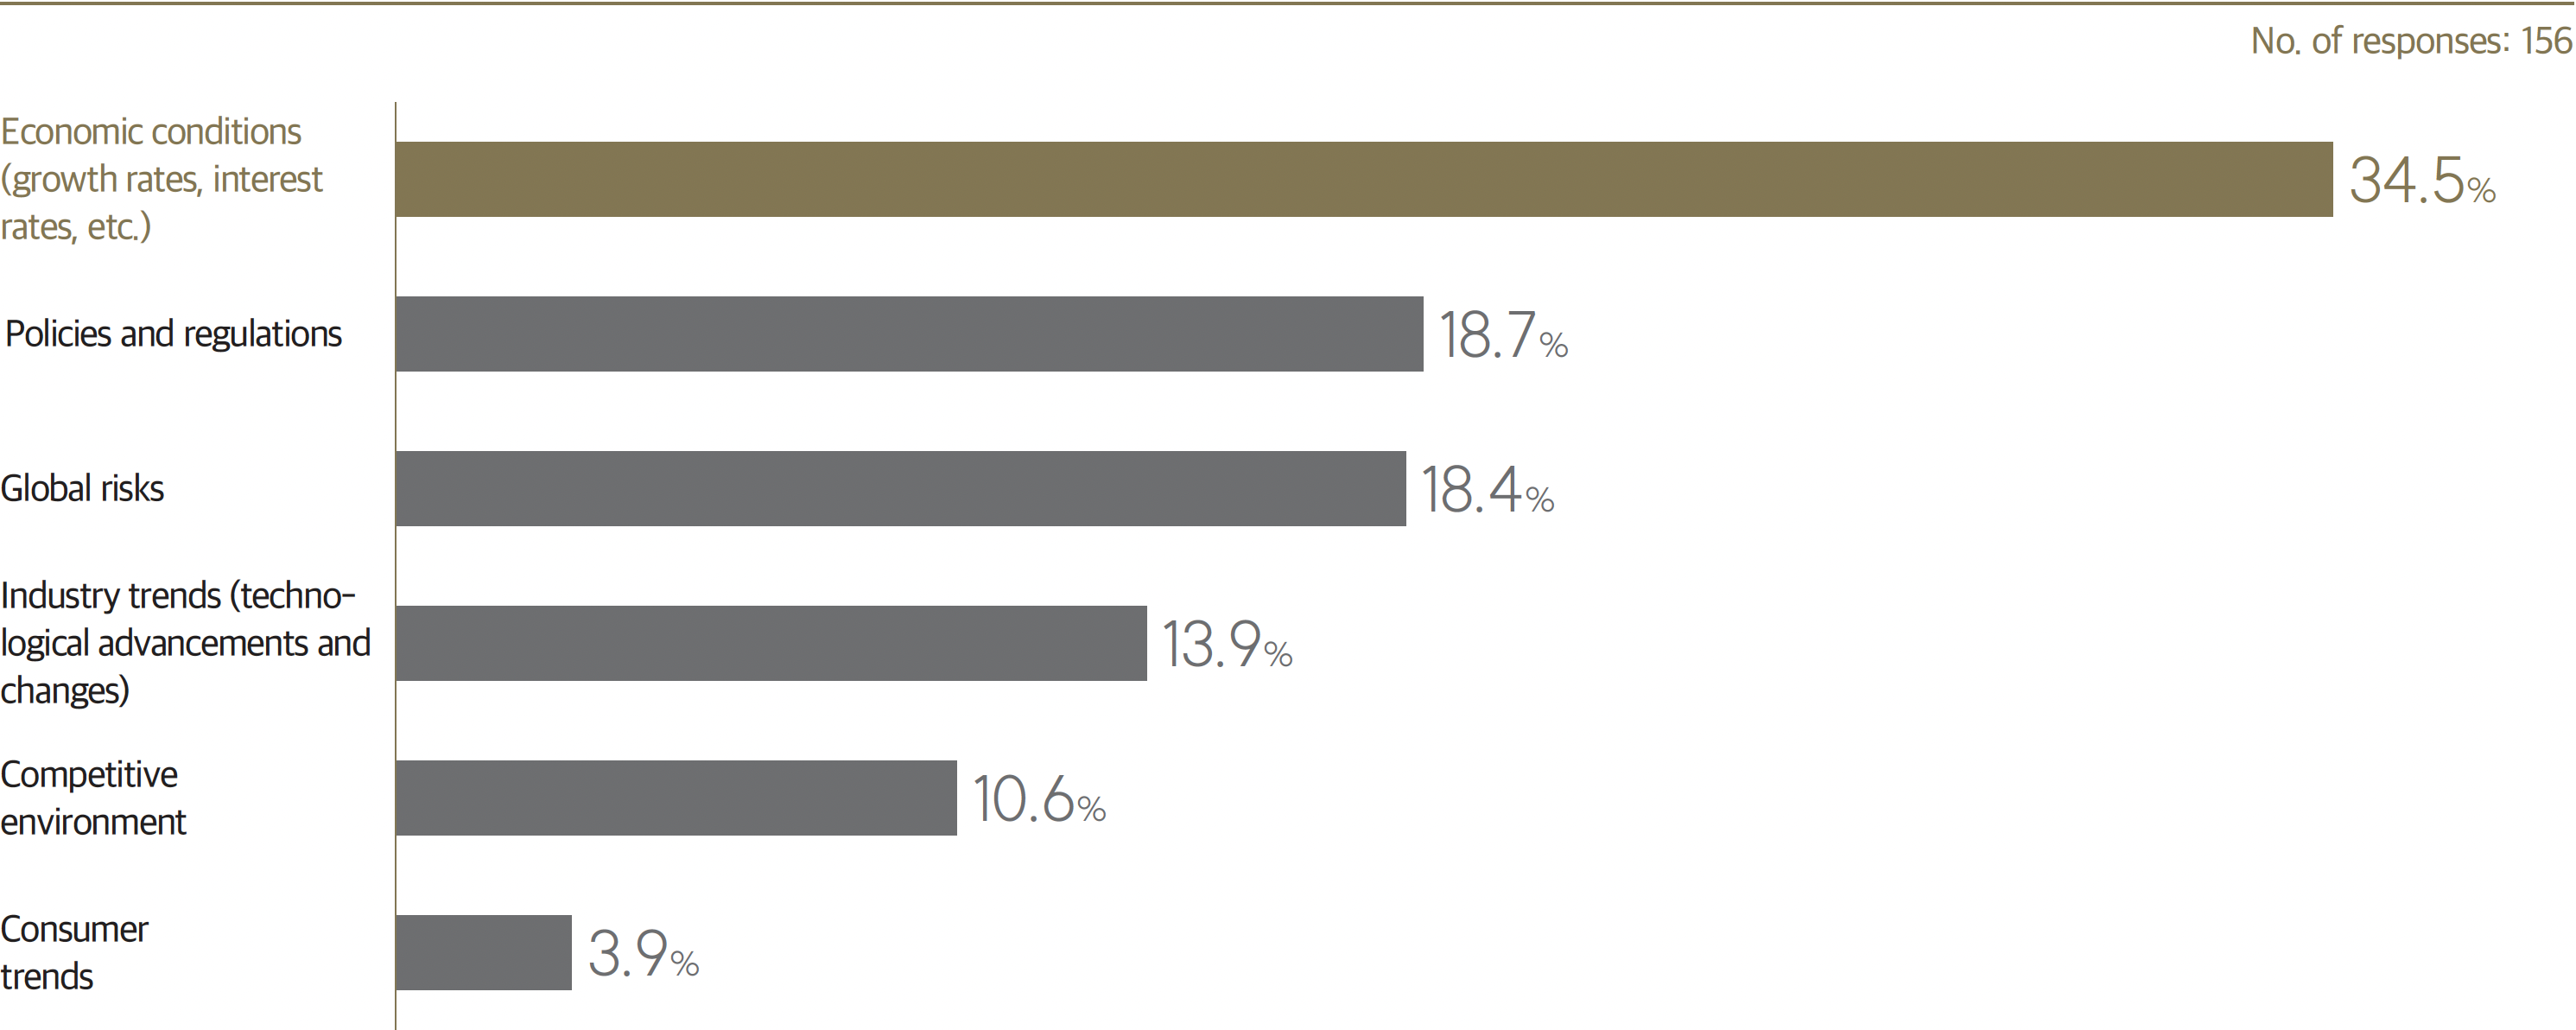 No. of responses: 156
Economic conditions
(growth rates, interest
rates, etc.)
34.5%
Policies and regulations
18.7%
Global risks
18.4%
Industry trends (techno-
logical advancements and
changes)
13.9%
Competitive
environment
10.6%
Consumer
trends
3.9%